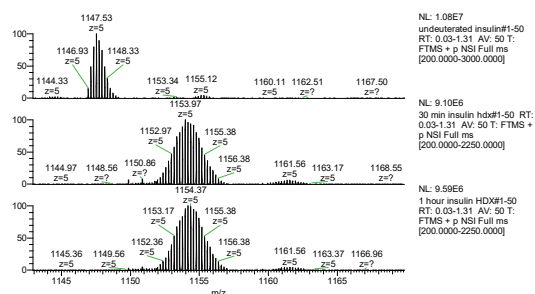 1147.53
z=5
NL: 1.08E7
undeuterated insulin#1-50
RT: 0.03-1.31 AV: 50 T:
FTMS + p NSI Full ms
[200.0000-3000.0000]
100
50
0
1146.93
z=5
1148.33
z=5
1144.33
z=5
1153.34
z=5
1155.12
z=5
1160.11
z=5
1162.51
z=?
1167.50
z=?
1153.97
z=5
NL: 9.10E6
30 min insulin hdx#1-50 RT:
0.03-1.31 AV: 50 T: FTMS +
p NSI Full ms
[200.0000-2250.0000]
100
50
0
1152.97
z=5
1155.38
z=5
1156.38
z=5
1144.97
z=5
1148.56
z=?
1150.86
z=?
1161.56
z=5
1163.17
z=5
1168.55
z=?
1154.37
z=5
NL: 9.59E6
1 hour insulin HDX#1-50
RT: 0.03-1.31 AV: 50 T:
FTMS + p NSI Full ms
[200.0000-2250.0000]
100
50
0
1153.17
z=5
1155.38
z=5
1152.36
z=5
1156.38
z=5
1145.36
z=5
1149.56
z=?
1161.56
z=5
1163.37
z=5
1166.96
z=?
1145 1150 1155 1160 1165
m/z